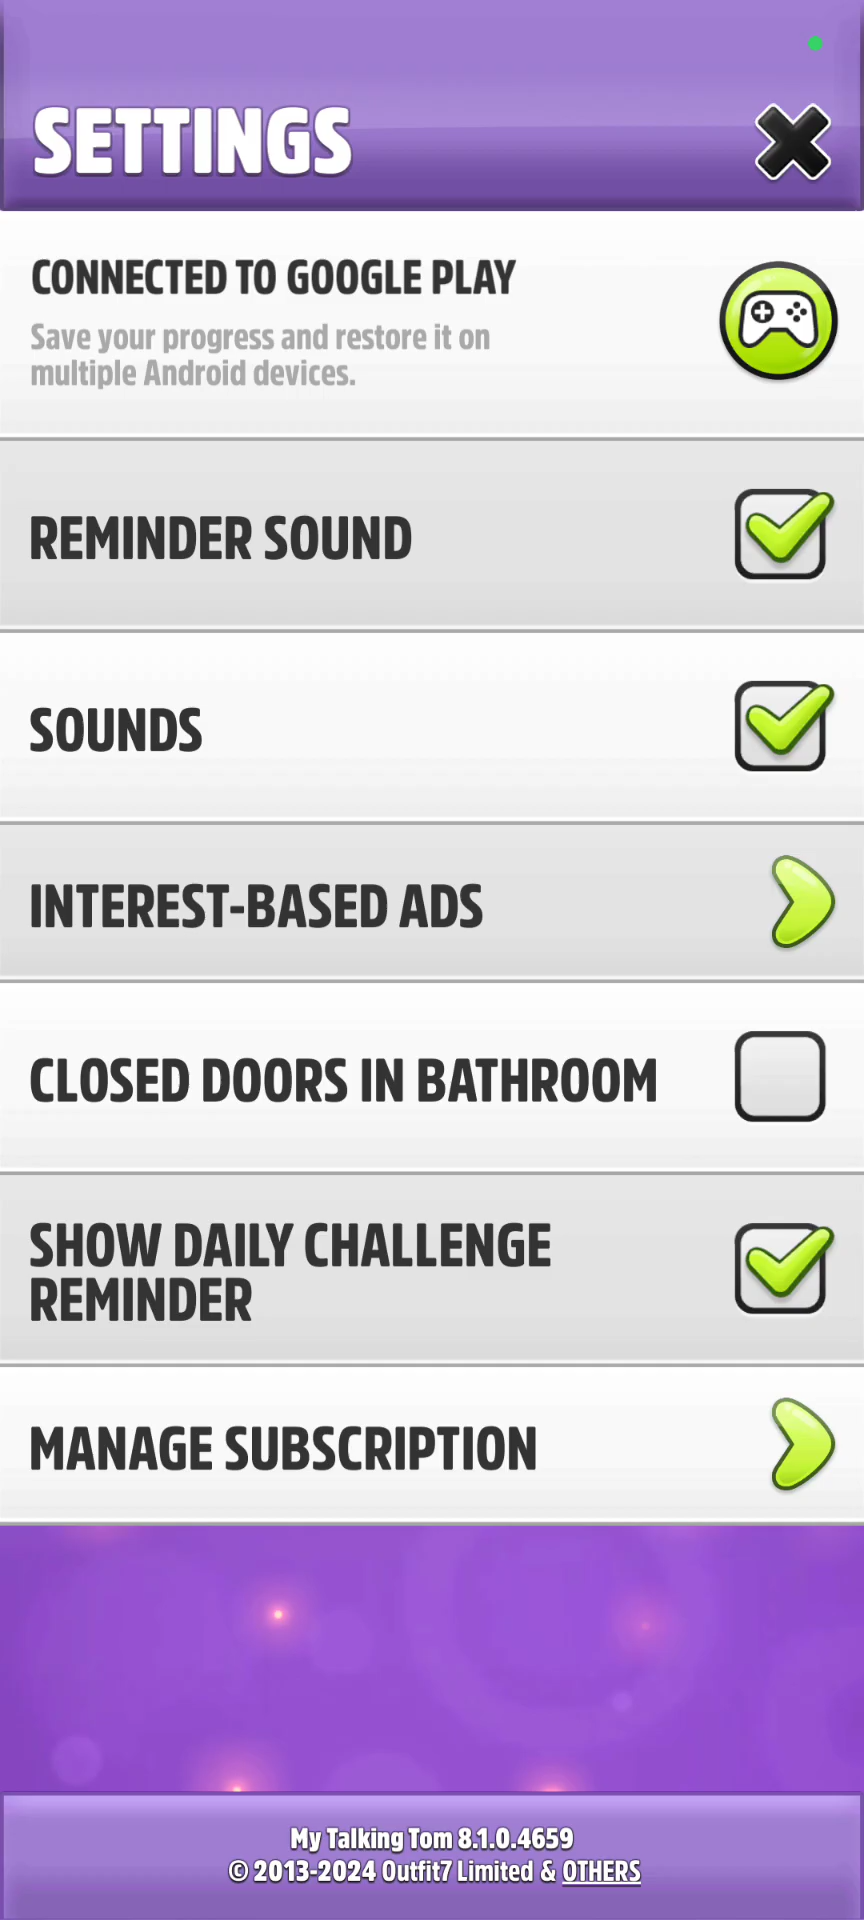 SETTINGS
CONNECTED TO GOOGLE PLAY
Save your progress and restore it on
multiple Android devices.
REMINDER SOUND
SOUNDS
INTEREST-BASED ADS
CLOSED DOORS IN BATHROOM
SHOW DAILY CHALLENGE
REMINDER
MANAGE SUBSCRIPTION
My Talking Tom 8.1.0.4659
© 2013-2024 Outfit7 Limited & OTHERS